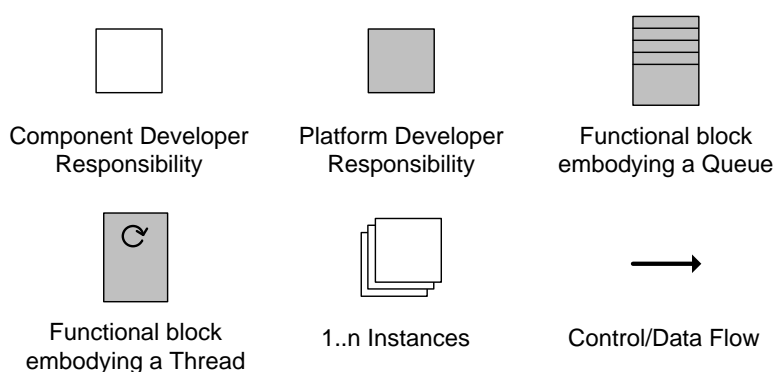 Component Developer
Responsibility
Platform Developer
Responsibility
Functional block
embodying a Queue
Functional block
embodying a Thread
1..n Instances
Control/Data Flow